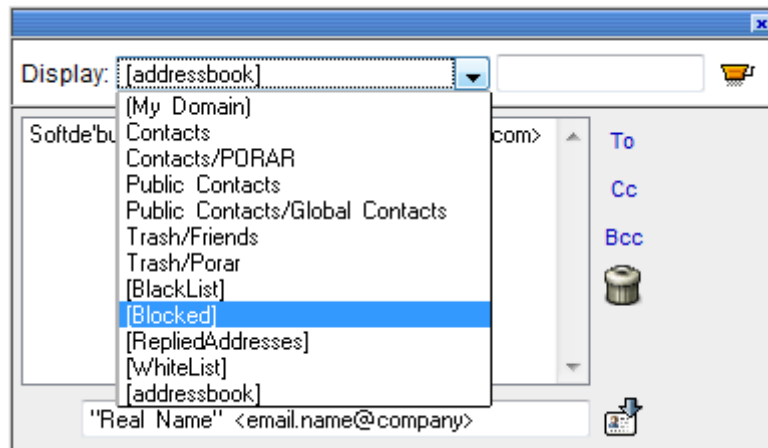 Display: [addressbook]
(My Domain)
Softde'bu com> To
Contacts
Contacts/PORAR
Public Contacts Cc
Public Contacts/Global Contacts
Trash/Friends Bcc
Trash/Porar
[BlackList]
[Blocked]
[RepliedAddresses]
[WhiteList]
[addressbook]
"Real Name" <email.name@company>